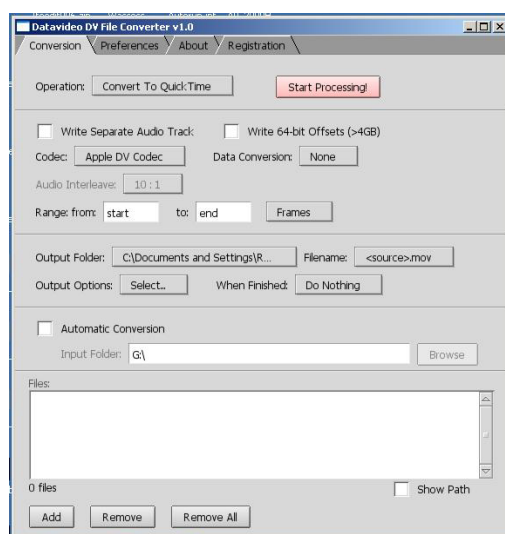 Datavideo DV File Converter v1.0
Conversion Preferences About Registration
Operation: Convert To QuickTime Start Processing!
Write Separate Audio Track Write 64-bit Offsets (>4GB)
Codec: Apple DV Codec Data Conversion: None
Audio Interleave: 10 : 1
Range: from: start to: end Frames
Output Folder: C:\Documents and Settings\R... Filename: <source>.mov
Output Options: Select.. When Finished: Do Nothing
Automatic Conversion
Input Folder: G:\ Browse
Files:
0 files Show Path
Add Remove Remove All